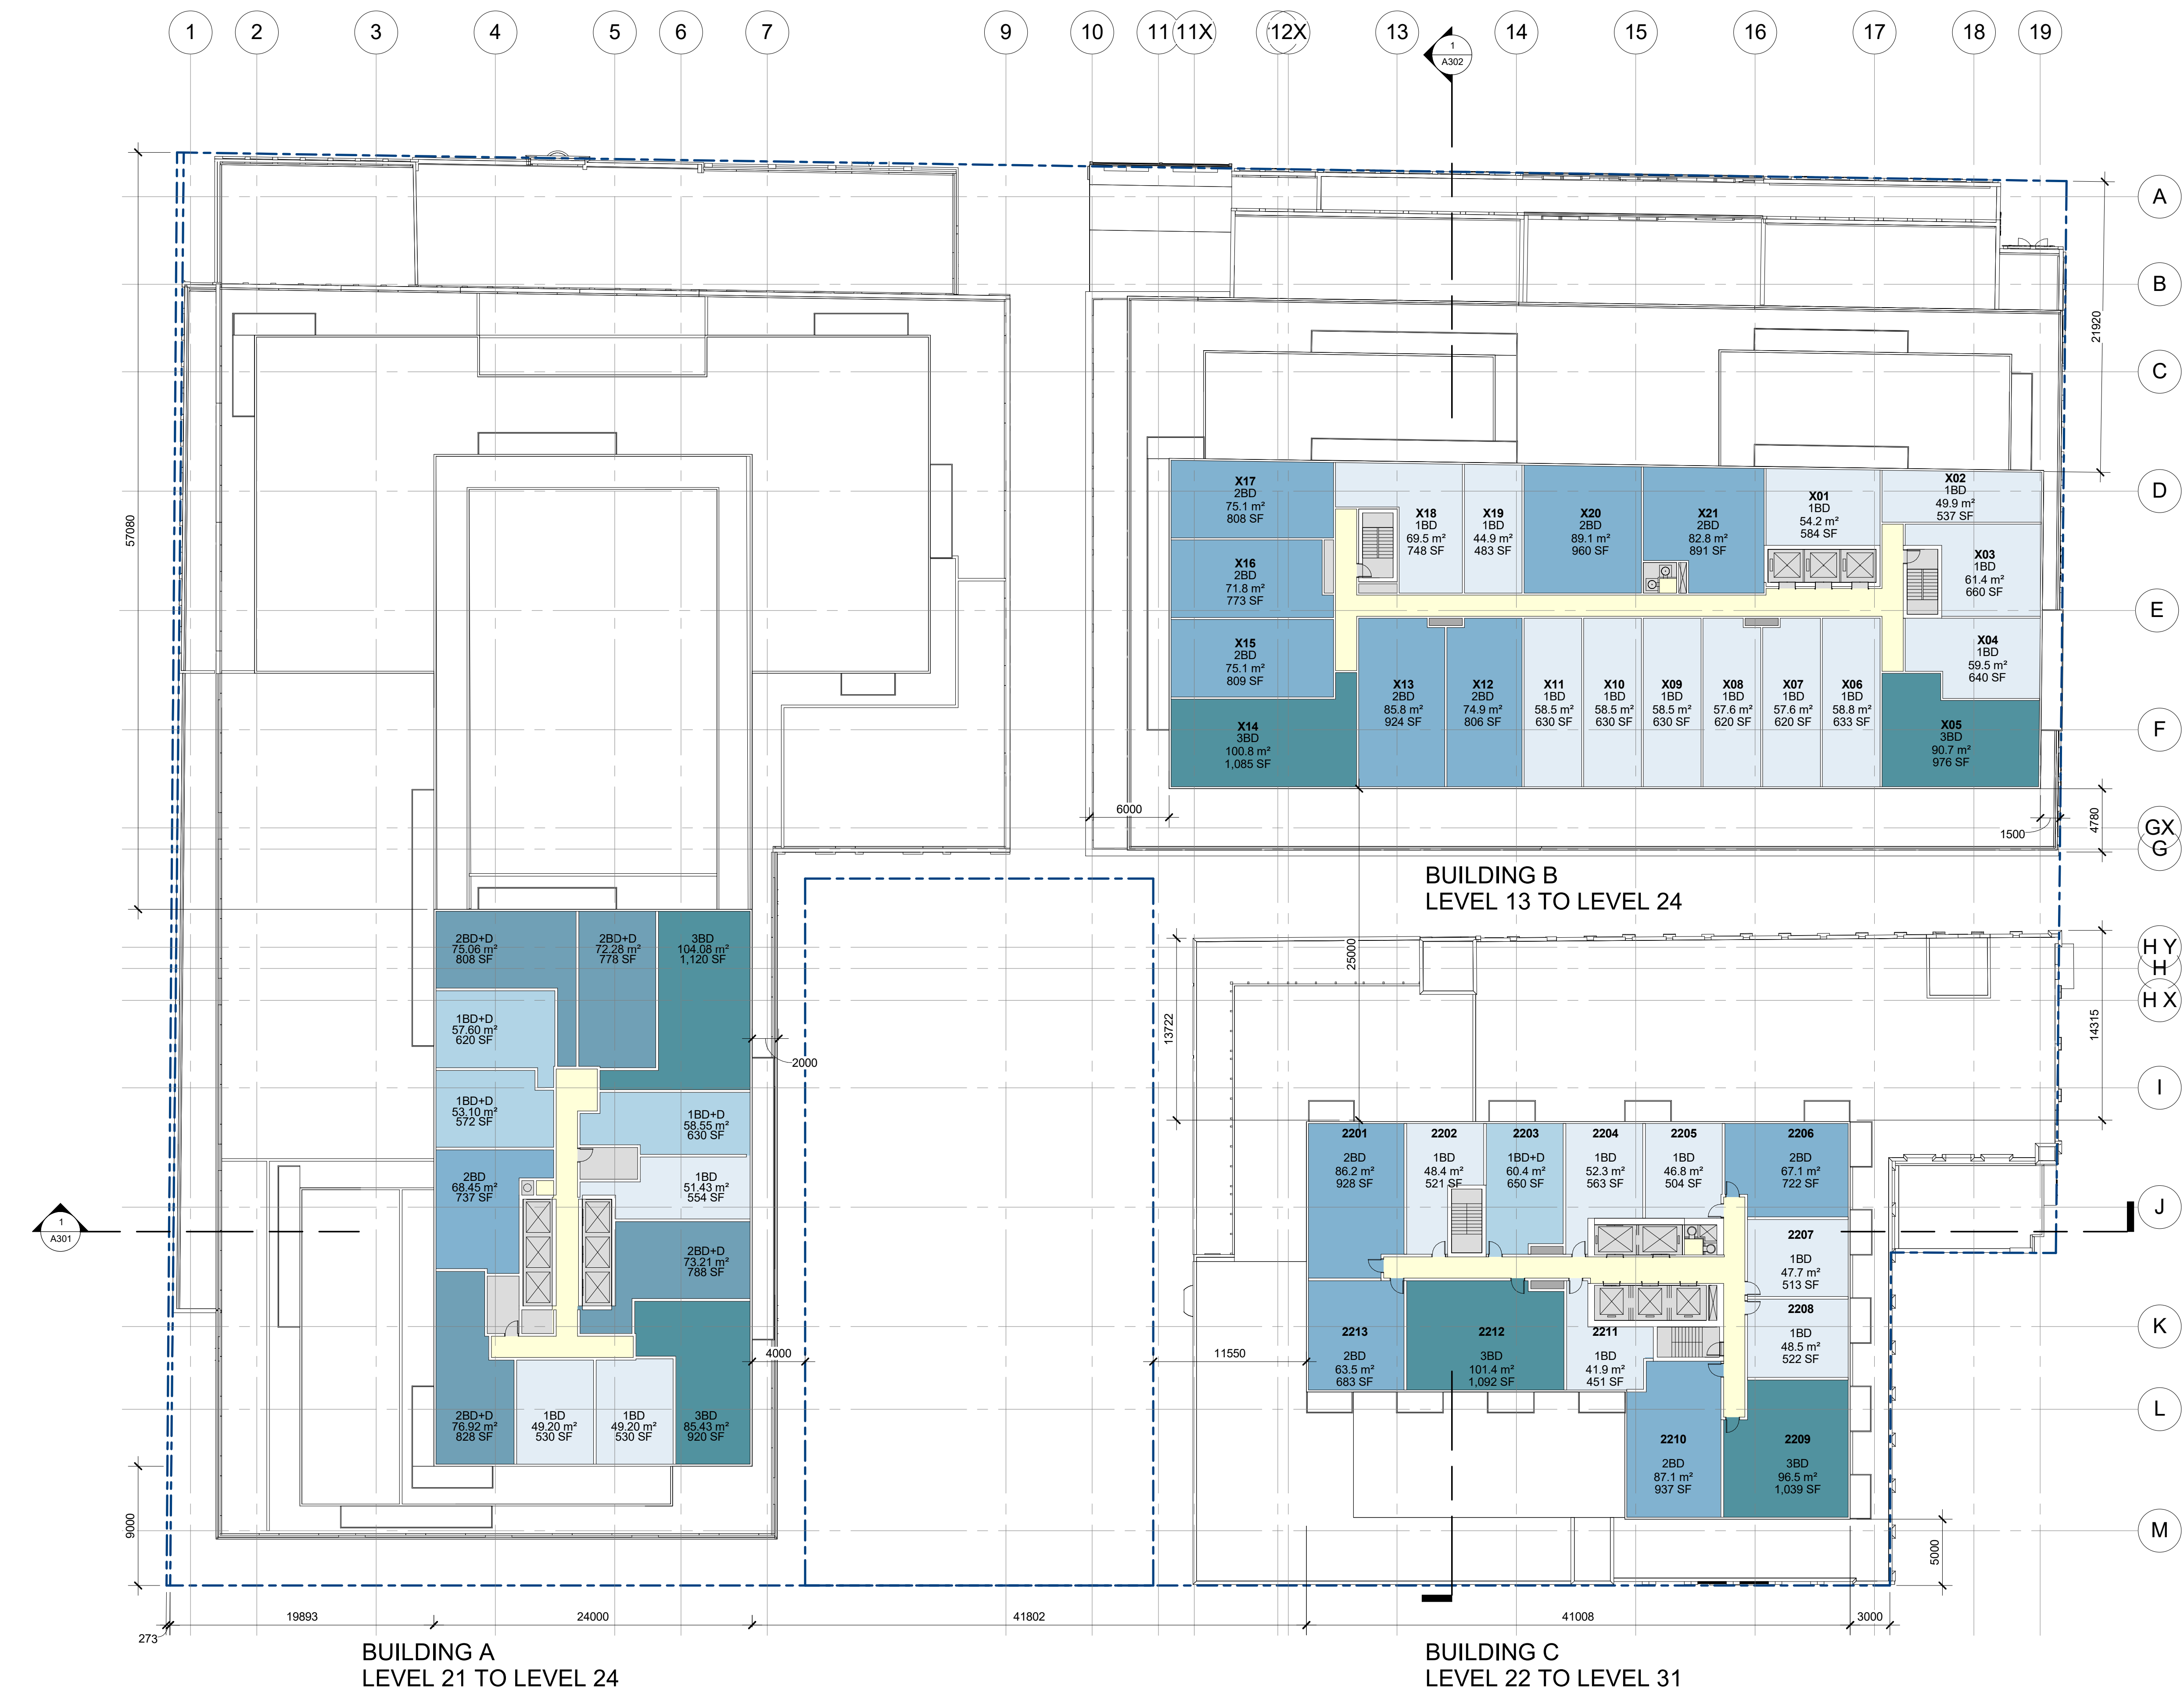 1
2
3
4
5
6
7
9
10
11
11X
12X
13
14
15
16
17
18
19
1
A302
A
B
C
D
E
F
GX
G
H Y
H
H X
I
J
K
L
M
57080
21920
X17
2BD
75.1 m²
808 SF
X18
1BD
69.5 m²
748 SF
X19
1BD
44.9 m²
483 SF
X20
2BD
89.1 m²
960 SF
X21
2BD
82.8 m²
891 SF
X01
1BD
54.2 m²
584 SF
X02
1BD
49.9 m²
537 SF
X16
2BD
71.8 m²
773 SF
X03
1BD
61.4 m²
660 SF
X15
2BD
75.1 m²
809 SF
X04
1BD
59.5 m²
640 SF
X14
3BD
100.8 m²
1,085 SF
X13
2BD
85.8 m²
924 SF
X12
2BD
74.9 m²
806 SF
X11
1BD
58.5 m²
630 SF
X10
1BD
58.5 m²
630 SF
X09
1BD
58.5 m²
630 SF
X08
1BD
57.6 m²
620 SF
X07
1BD
57.6 m²
620 SF
X06
1BD
58.8 m²
633 SF
X05
3BD
90.7 m²
976 SF
6000
4780
1500
BUILDING B
LEVEL 13 TO LEVEL 24
25000
13722
14315
2BD+D
75.06 m²
808 SF
2BD+D
72.28 m²
778 SF
3BD
104.08 m²
1,120 SF
1BD+D
57.60 m²
620 SF
2000
1BD+D
53.10 m²
572 SF
1BD+D
58.55 m²
630 SF
2BD
68.45 m²
737 SF
1BD
51.43 m²
554 SF
2BD+D
73.21 m²
788 SF
2BD+D
76.92 m²
828 SF
1BD
49.20 m²
530 SF
1BD
49.20 m²
530 SF
3BD
85.43 m²
920 SF
4000
11550
1
A301
2201
2BD
86.2 m²
928 SF
2202
1BD
48.4 m²
521 SF
2203
1BD+D
60.4 m²
650 SF
2204
1BD
52.3 m²
563 SF
2205
1BD
46.8 m²
504 SF
2206
2BD
67.1 m²
722 SF
2207
1BD
47.7 m²
513 SF
2208
1BD
48.5 m²
522 SF
2213
2BD
63.5 m²
683 SF
2212
3BD
101.4 m²
1,092 SF
2211
1BD
41.9 m²
451 SF
2210
2BD
87.1 m²
937 SF
2209
3BD
96.5 m²
1,039 SF
9000
5000
273
19893
24000
41802
41008
3000
BUILDING A
LEVEL 21 TO LEVEL 24
BUILDING C
LEVEL 22 TO LEVEL 31